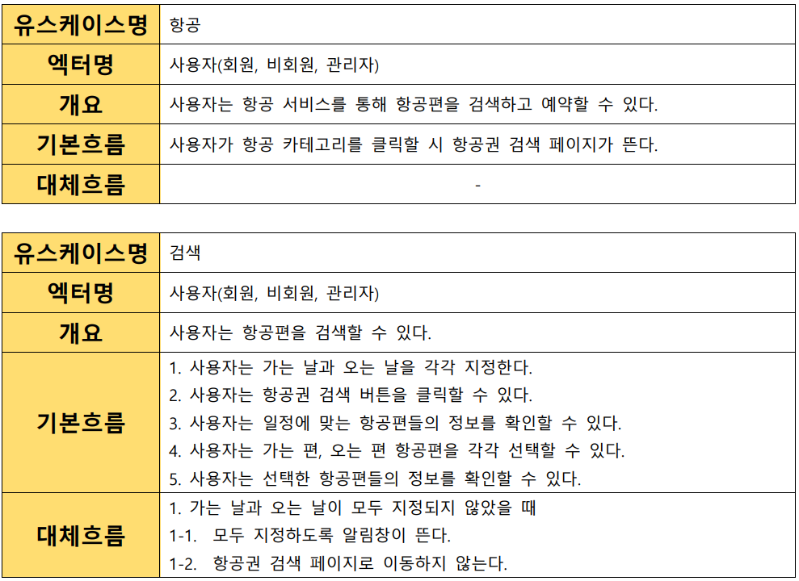 유스케이스명 항공
엑터명 사용자(회원, 비회원, 관리자)
개요 사용자는 항공 서비스를 통해 항공편을 검색하고 예약할 수 있다.
기본흐름 사용자가 항공 카테고리를 클릭할 시 항공권 검색 페이지가 뜬다.
대체흐름 -
유스케이스명 검색
엑터명 사용자(회원, 비회원, 관리자)
개요 사용자는 항공편을 검색할 수 있다.
기본흐름
1. 사용자는 가는 날과 오는 날을 각각 지정한다.
2. 사용자는 항공권 검색 버튼을 클릭할 수 있다.
3. 사용자는 일정에 맞는 항공편들의 정보를 확인할 수 있다.
4. 사용자는 가는 편, 오는 편 항공편을 각각 선택할 수 있다.
5. 사용자는 선택한 항공편들의 정보를 확인할 수 있다.
대체흐름
1. 가는 날과 오는 날이 모두 지정되지 않았을 때
1-1. 모두 지정하도록 알림창이 뜬다.
1-2. 항공권 검색 페이지로 이동하지 않는다.